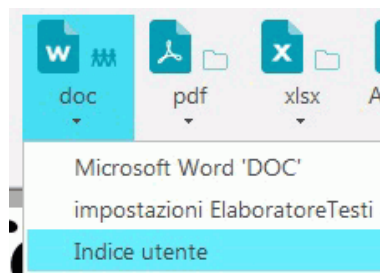 doc pdf xlsx
Microsoft Word 'DOC'
impostazioni ElaboratoreTesti
Indice utente